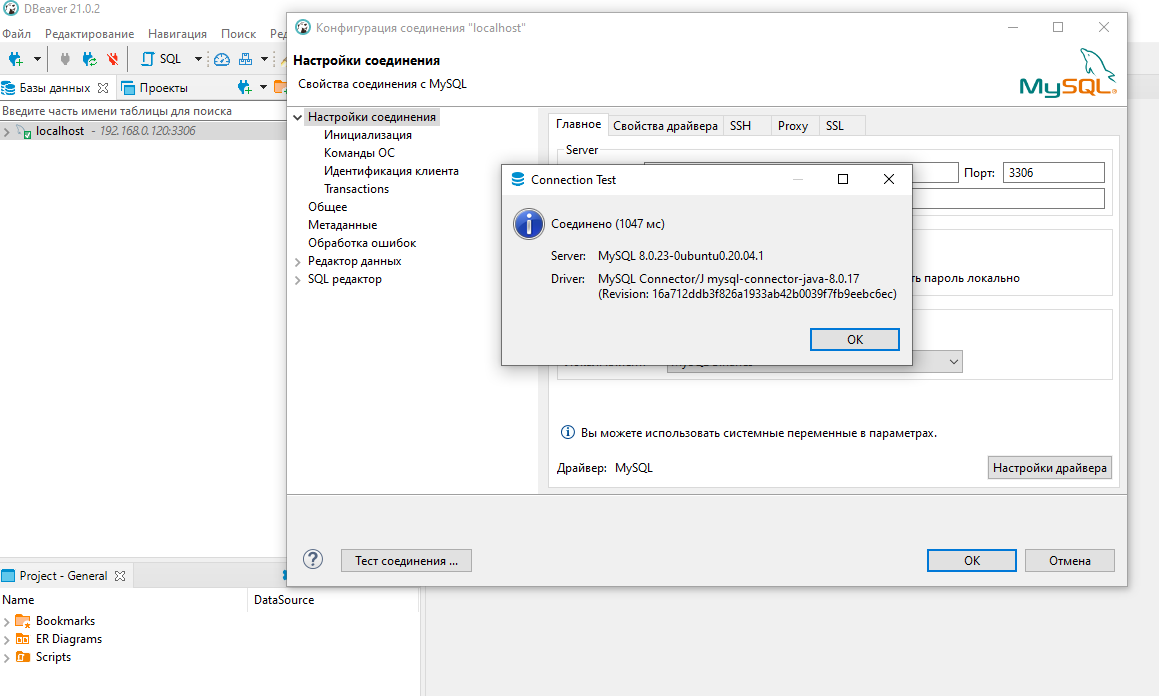 DBeaver 21.0.2
Файл Редактирование Навигация Поиск Ред
SQL
Базы данных Проекты
Введите часть имени таблицы для поиска
localhost - 192.168.0.120:3306
Project - General
Name DataSource
Bookmarks
ER Diagrams
Scripts
Конфигурация соединения "localhost"
Настройки соединения
Свойства соединения с MySQL
MySQL®
Настройки соединения
Инициализация
Команды ОС
Идентификация клиента
Transactions
Общее
Метаданные
Обработка ошибок
Редактор данных
SQL редактор
Главное Свойства драйвера SSH Proxy SSL
Server
Порт: 3306
ть пароль локально
Connection Test
Соединено (1047 мс)
Server: MySQL 8.0.23-0ubuntu0.20.04.1
Driver: MySQL Connector/J mysql-connector-java-8.0.17
(Revision: 16a712ddb3f826a1933ab42b0039f7fb9eebc6ec)
OK
Вы можете использовать системные переменные в параметрах.
Драйвер: MySQL Настройки драйвера
? Тест соединения ... OK Отмена